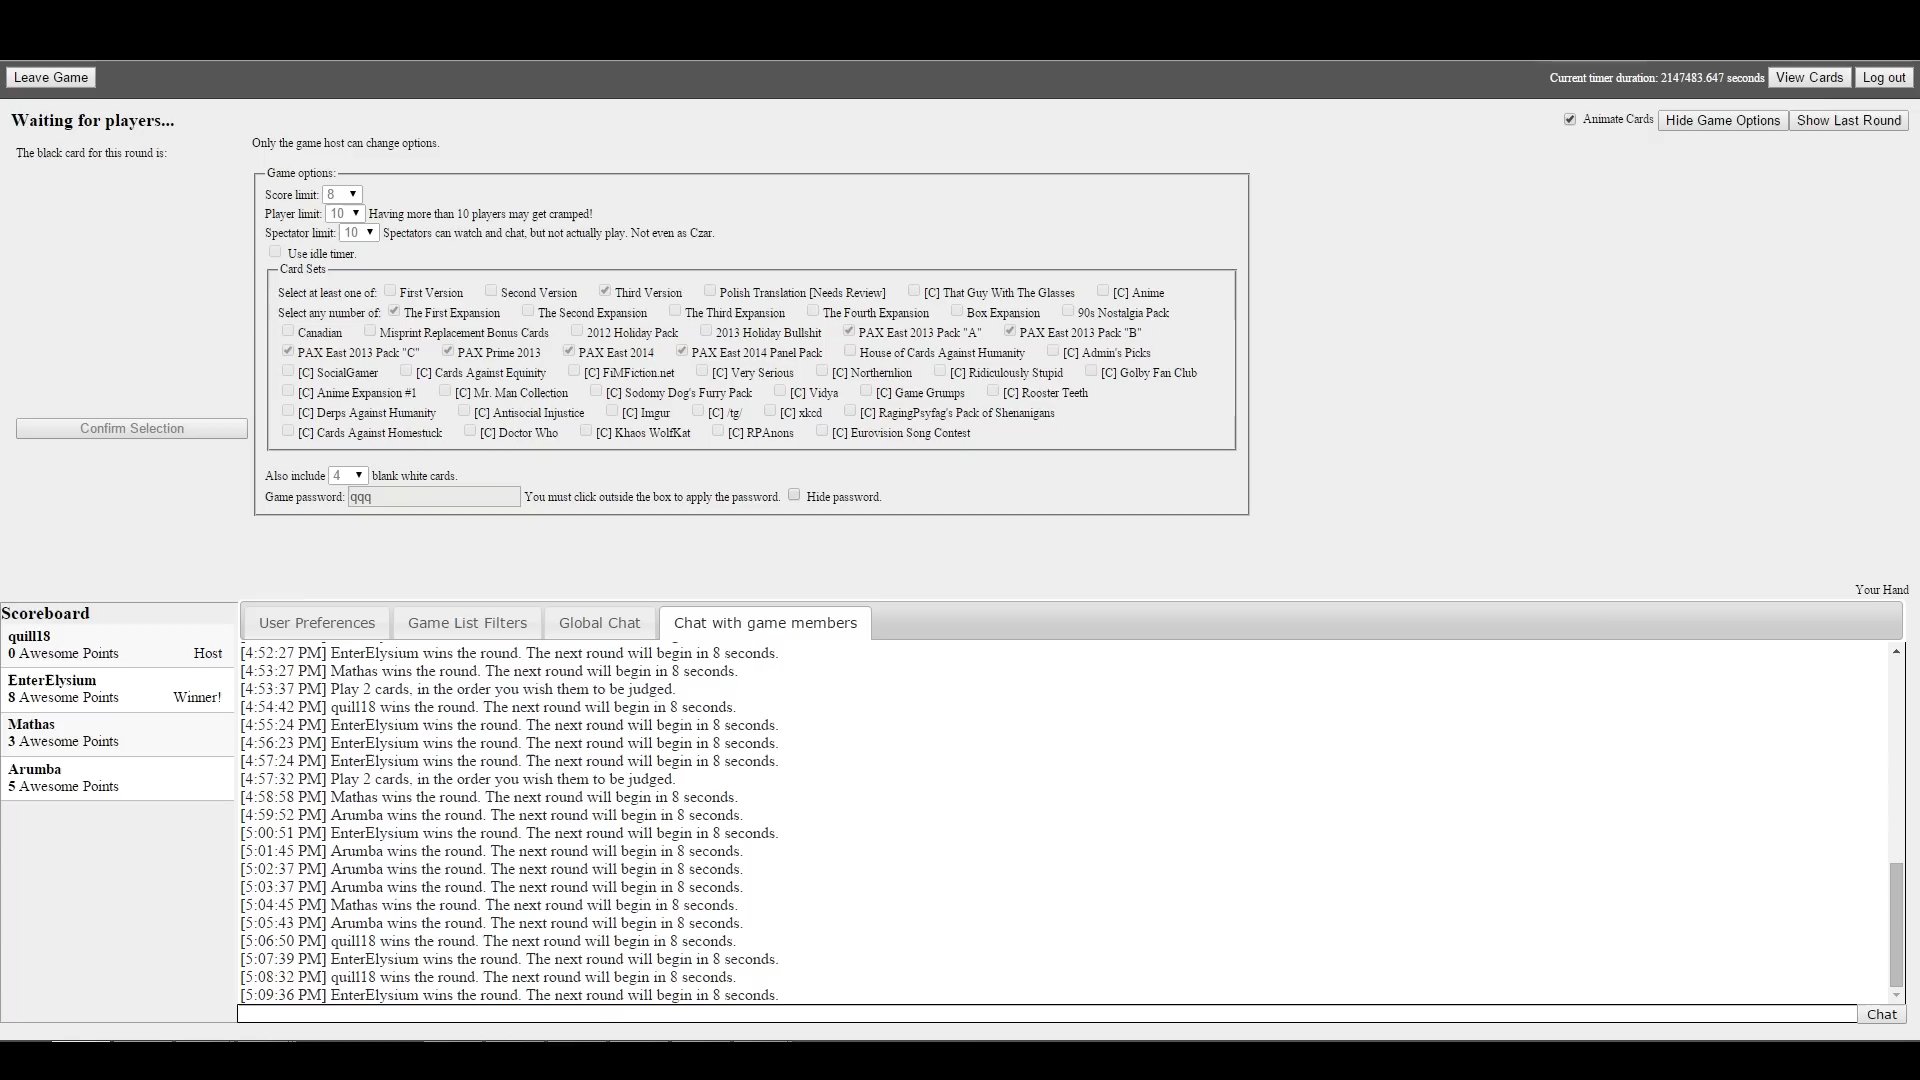 Leave Game
Current timer duration: 2147483.647 seconds View Cards Log out
Waiting for players...
Animate Cards Hide Game Options Show Last Round
Only the game host can change options.
The black card for this round is:
Game options:
Score limit: 8
Player limit: 10 Having more than 10 players may get cramped!
Spectator limit: 10 Spectators can watch and chat, but not actually play. Not even as Czar.
Use idle timer.
Card Sets
Select at least one of: First Version Second Version Third Version Polish Translation [Needs Review] [C] That Guy With The Glasses [C] Anime
Select any number of: The First Expansion The Second Expansion The Third Expansion The Fourth Expansion Box Expansion 90s Nostalgia Pack
Canadian Misprint Replacement Bonus Cards 2012 Holiday Pack 2013 Holiday Bullshit PAX East 2013 Pack "A" PAX East 2013 Pack "B"
PAX East 2013 Pack "C" PAX Prime 2013 PAX East 2014 PAX East 2014 Panel Pack House of Cards Against Humanity [C] Admin's Picks
[C] SocialGamer [C] Cards Against Equinity [C] FiMFiction.net [C] Very Serious [C] Northernlion [C] Ridiculously Stupid [C] Golby Fan Club
[C] Anime Expansion #1 [C] Mr. Man Collection [C] Sodomy Dog's Furry Pack [C] Vidya [C] Game Grumps [C] Rooster Teeth
[C] Derps Against Humanity [C] Antisocial Injustice [C] Imgur [C] /tg/ [C] xkcd [C] RagingPsyfag's Pack of Shenanigans
[C] Cards Against Homestuck [C] Doctor Who [C] Khaos WolfKat [C] RPAnons [C] Eurovision Song Contest
Confirm Selection
Also include 4 blank white cards.
Game password: qqq You must click outside the box to apply the password. Hide password.
Your Hand
Scoreboard
quill18
0 Awesome Points Host
EnterElysium
8 Awesome Points Winner!
Mathas
3 Awesome Points
Arumba
5 Awesome Points
User Preferences Game List Filters Global Chat Chat with game members
[4:52:27 PM] EnterElysium wins the round. The next round will begin in 8 seconds.
[4:53:27 PM] Mathas wins the round. The next round will begin in 8 seconds.
[4:53:37 PM] Play 2 cards, in the order you wish them to be judged.
[4:54:42 PM] quill18 wins the round. The next round will begin in 8 seconds.
[4:55:24 PM] EnterElysium wins the round. The next round will begin in 8 seconds.
[4:56:23 PM] EnterElysium wins the round. The next round will begin in 8 seconds.
[4:57:24 PM] EnterElysium wins the round. The next round will begin in 8 seconds.
[4:57:32 PM] Play 2 cards, in the order you wish them to be judged.
[4:58:58 PM] Mathas wins the round. The next round will begin in 8 seconds.
[4:59:52 PM] Arumba wins the round. The next round will begin in 8 seconds.
[5:00:51 PM] EnterElysium wins the round. The next round will begin in 8 seconds.
[5:01:45 PM] Arumba wins the round. The next round will begin in 8 seconds.
[5:02:37 PM] Arumba wins the round. The next round will begin in 8 seconds.
[5:03:37 PM] Arumba wins the round. The next round will begin in 8 seconds.
[5:04:45 PM] Mathas wins the round. The next round will begin in 8 seconds.
[5:05:43 PM] Arumba wins the round. The next round will begin in 8 seconds.
[5:06:50 PM] quill18 wins the round. The next round will begin in 8 seconds.
[5:07:39 PM] EnterElysium wins the round. The next round will begin in 8 seconds.
[5:08:32 PM] quill18 wins the round. The next round will begin in 8 seconds.
[5:09:36 PM] EnterElysium wins the round. The next round will begin in 8 seconds.
Chat